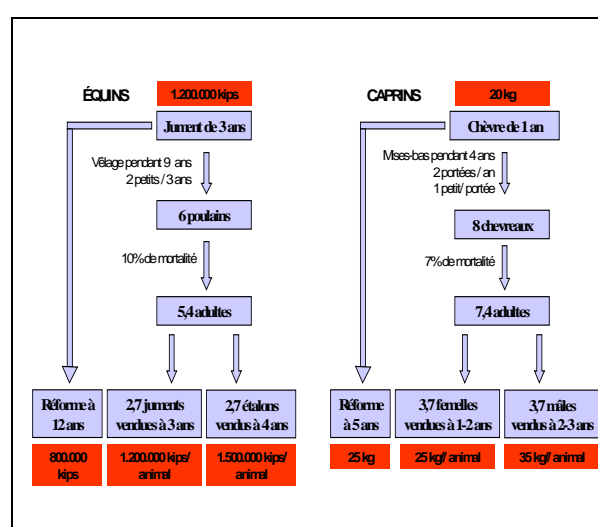 ÉQUINS
1.200.000 kips
Jument de 3 ans
Vêlage pendant 9 ans
2 petits / 3 ans
6 poulains
10% de mortalité
5,4 adultes
Réforme à
12 ans
2,7 juments
vendues à 3 ans
2,7 étalons
vendus à 4 ans
800.000
kips
1.200.000 kips/
animal
1.500.000 kips/
animal
CAPRINS
20 kg
Chèvre de 1 an
Mises-bas pendant 4 ans
2 portées / an
1 petit/ portée
8 chevreaux
7% de mortalité
7,4 adultes
Réforme
à 5 ans
3,7 femelles
vendues à 1-2 ans
3,7 mâles
vendus à 2-3 ans
25 kg
25 kg// animal
35 kg// animal